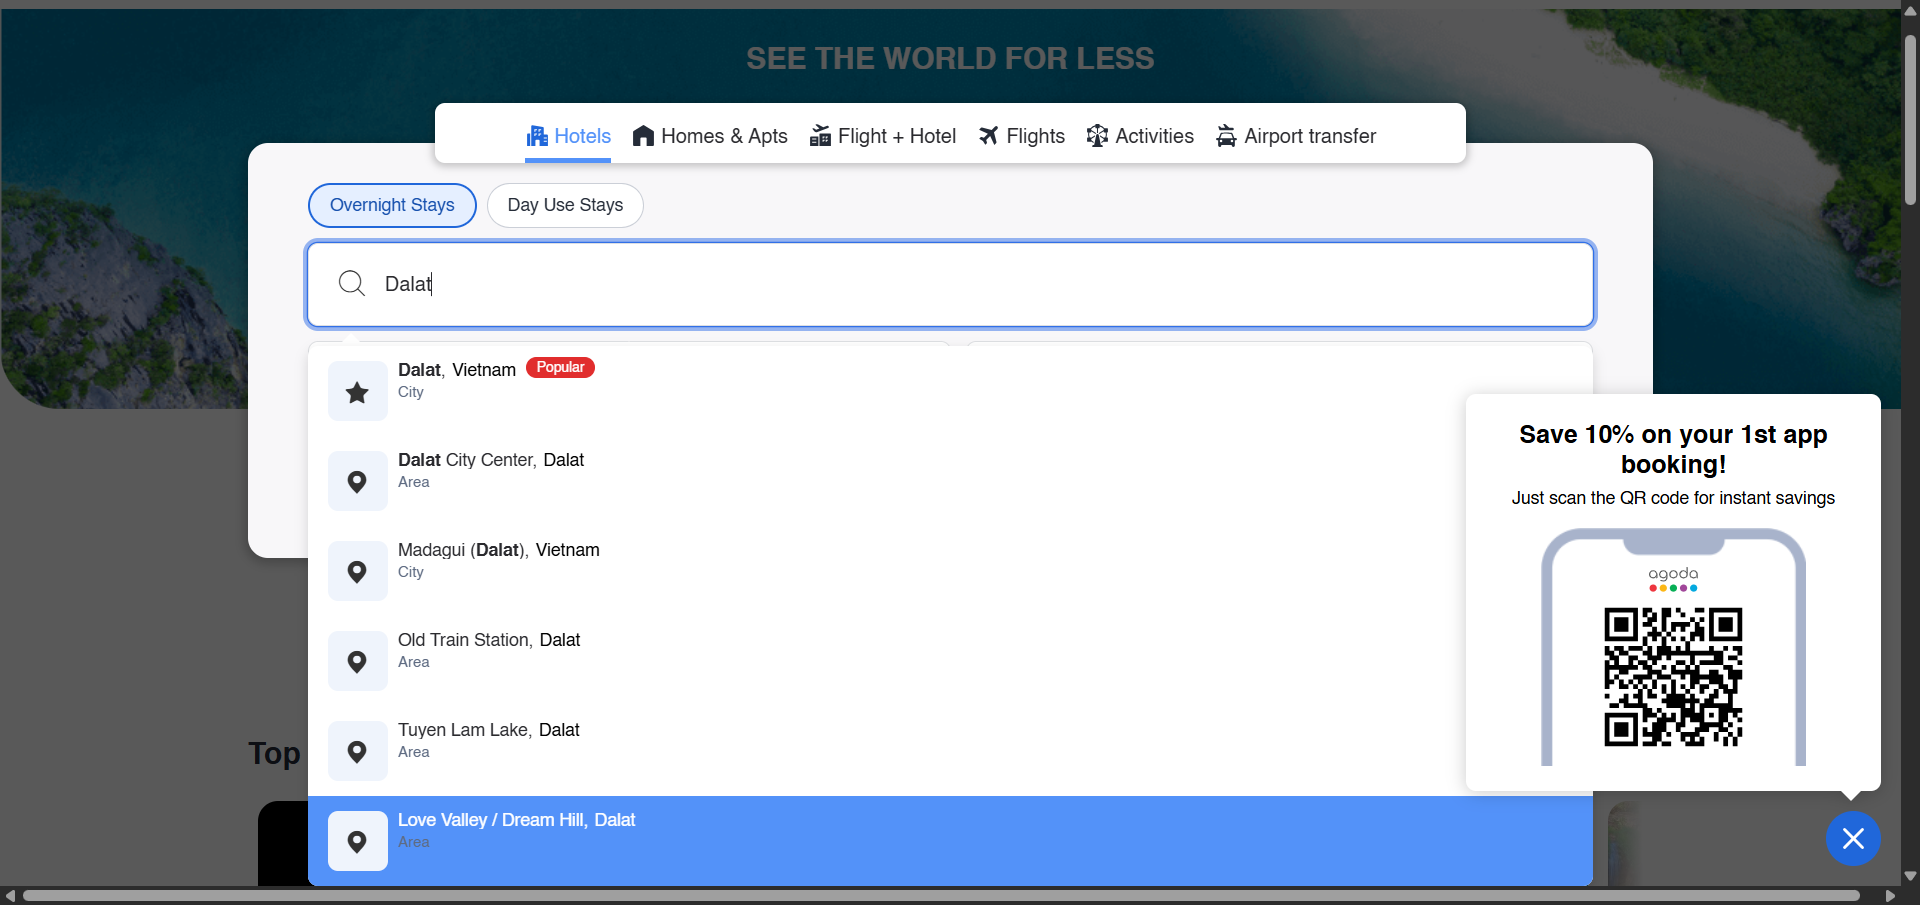 SEE THE WORLD FOR LESS
Hotels Homes & Apts Flight + Hotel Flights Activities Airport transfer
Overnight Stays Day Use Stays
Dalat
Dalat, Vietnam Popular
City
Dalat City Center, Dalat
Area
Madagui (Dalat), Vietnam
City
Old Train Station, Dalat
Area
Tuyen Lam Lake, Dalat
Area
Love Valley / Dream Hill, Dalat
Area
Top
Save 10% on your 1st app
booking!
Just scan the QR code for instant savings
agoda